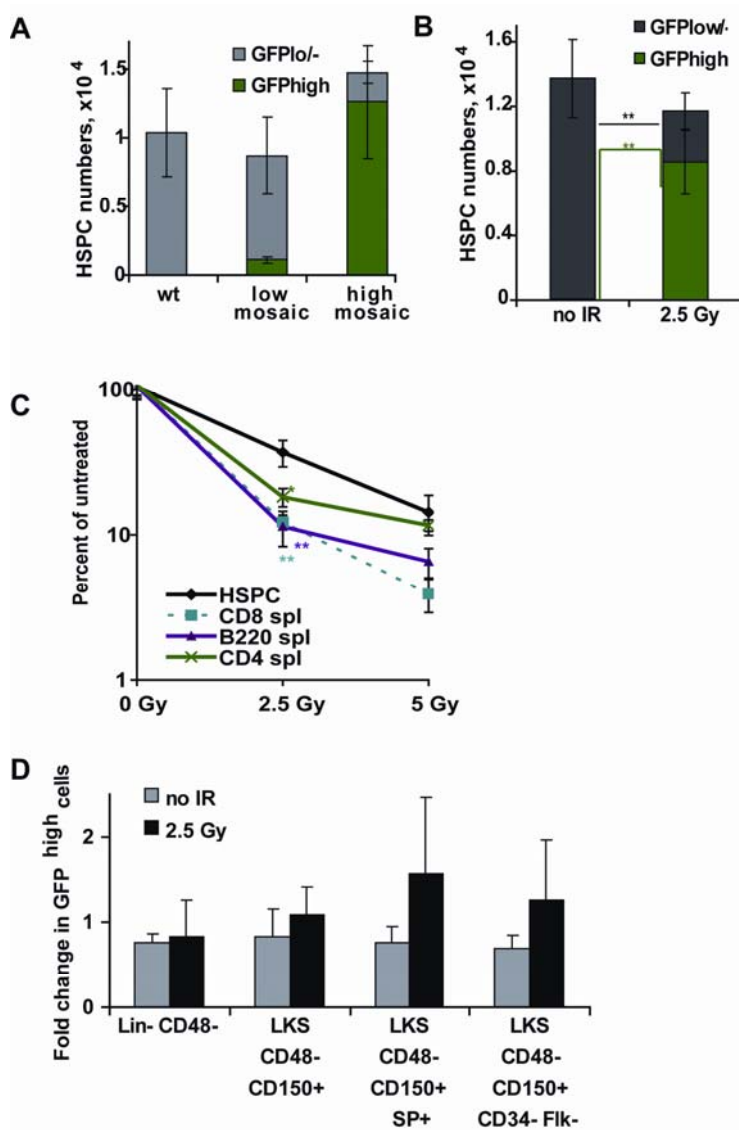 A
GFPlo/-
GFPhigh
HSPC numbers, x10⁴
1.5
1
0.5
0
wt
low mosaic
high mosaic
B
GFPlow/-
GFPhigh
HSPC numbers, x10⁴
1.6
1.2
0.8
0.4
0
**
**
no IR
2.5 Gy
C
Percent of untreated
100
10
1
*
**
**
HSPC
CD8 spl
B220 spl
CD4 spl
0 Gy
2.5 Gy
5 Gy
D
Fold change in GFP high cells
no IR
2.5 Gy
2
1
0
Lin- CD48-
LKS
CD48-
CD150+
LKS
CD48-
CD150+
SP+
LKS
CD48-
CD150+
CD34- Flk-